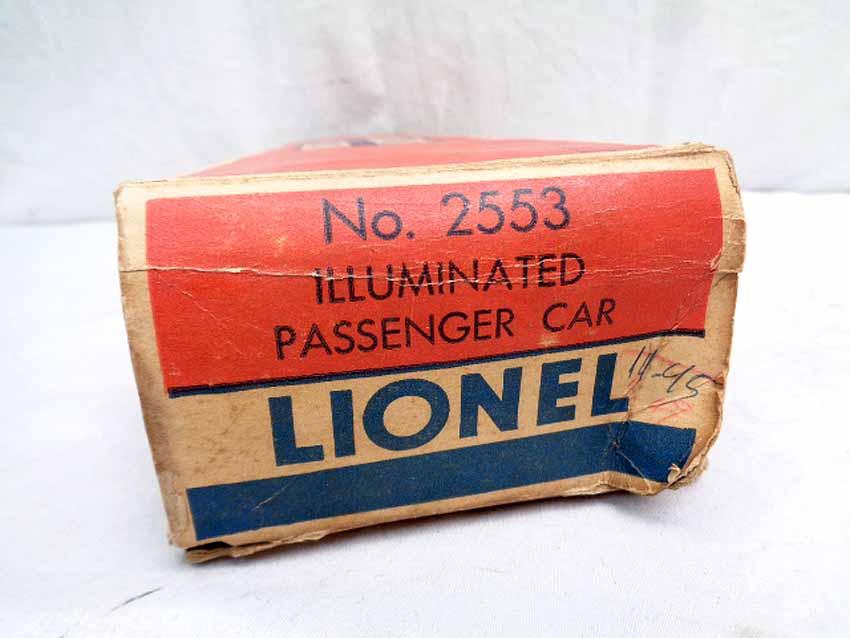 No. 2553
ILLUMINATED
PASSENGER CAR
LIONEL
11-45